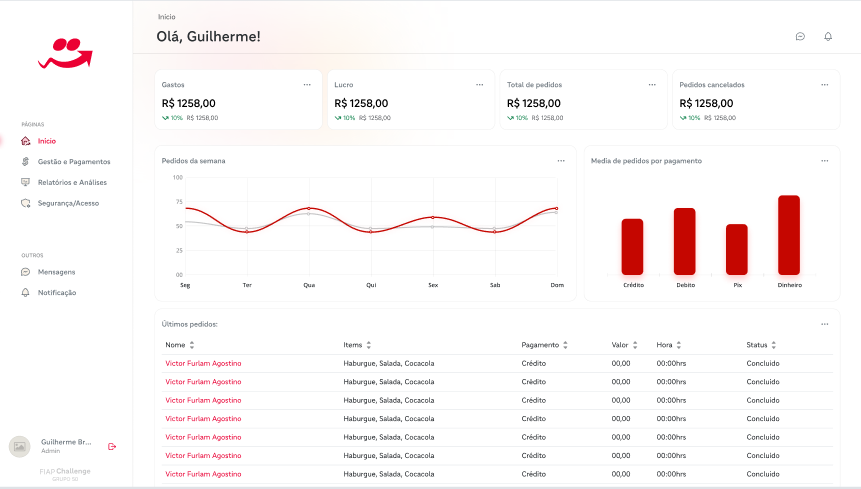 Início
Olá, Guilherme!
PÁGINAS
Início
Gestão e Pagamentos
Relatórios e Análises
Segurança/Acesso
OUTROS
Mensagens
Notificação
Guilherme Br...
Admin
FIAP Challenge
GRUPO 50
Gastos
R$ 1258,00
10% R$ 1258,00
Lucro
R$ 1258,00
10% R$ 1258,00
Total de pedidos
R$ 1258,00
10% R$ 1258,00
Pedidos cancelados
R$ 1258,00
10% R$ 1258,00
Pedidos da semana
100
75
50
25
00
Seg Ter Qua Qui Sex Sab Dom
Media de pedidos por pagamento
Crédito Debito Pix Dinheiro
Últimos pedidos:
Nome Items Pagamento Valor Hora Status
Victor Furlam Agostino Haburgue, Salada, Cocacola Crédito 00,00 00:00hrs Concluido
Victor Furlam Agostino Haburgue, Salada, Cocacola Crédito 00,00 00:00hrs Concluido
Victor Furlam Agostino Haburgue, Salada, Cocacola Crédito 00,00 00:00hrs Concluido
Victor Furlam Agostino Haburgue, Salada, Cocacola Crédito 00,00 00:00hrs Concluido
Victor Furlam Agostino Haburgue, Salada, Cocacola Crédito 00,00 00:00hrs Concluido
Victor Furlam Agostino Haburgue, Salada, Cocacola Crédito 00,00 00:00hrs Concluido
Victor Furlam Agostino Haburgue, Salada, Cocacola Crédito 00,00 00:00hrs Concluido